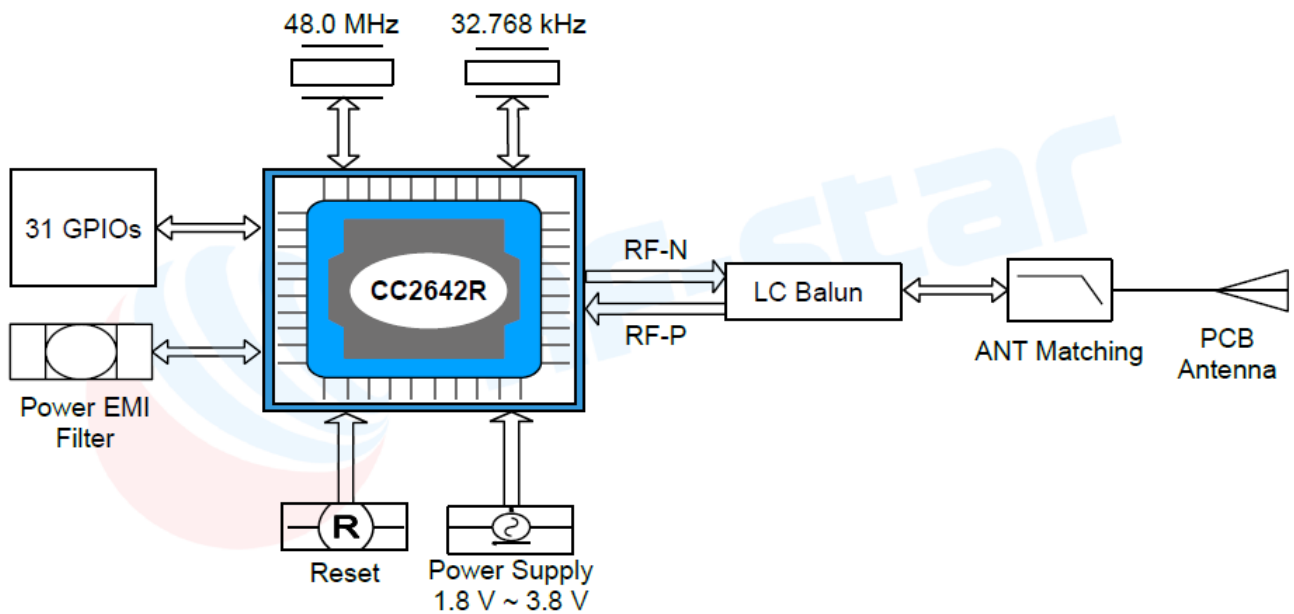 48.0 MHz
32.768 kHz
31 GPIOs
CC2642R
RF-N
RF-P
LC Balun
ANT Matching
PCB
Antenna
Power EMI
Filter
R
Reset
Power Supply
1.8 V ~ 3.8 V